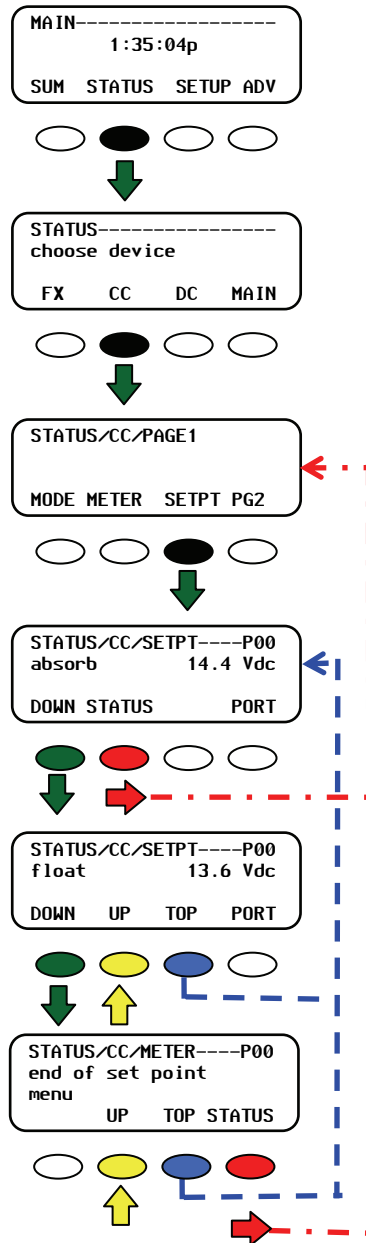 MAIN--------------------
1:35:04p
SUM STATUS SETUP ADV
STATUS------------------
choose device
FX CC DC MAIN
STATUS/CC/PAGE1
MODE METER SETPT PG2
STATUS/CC/SETPT----P00
absorb 14.4 Vdc
DOWN STATUS PORT
STATUS/CC/SETPT----P00
float 13.6 Vdc
DOWN UP TOP PORT
STATUS/CC/METER----P00
end of set point
menu
UP TOP STATUS